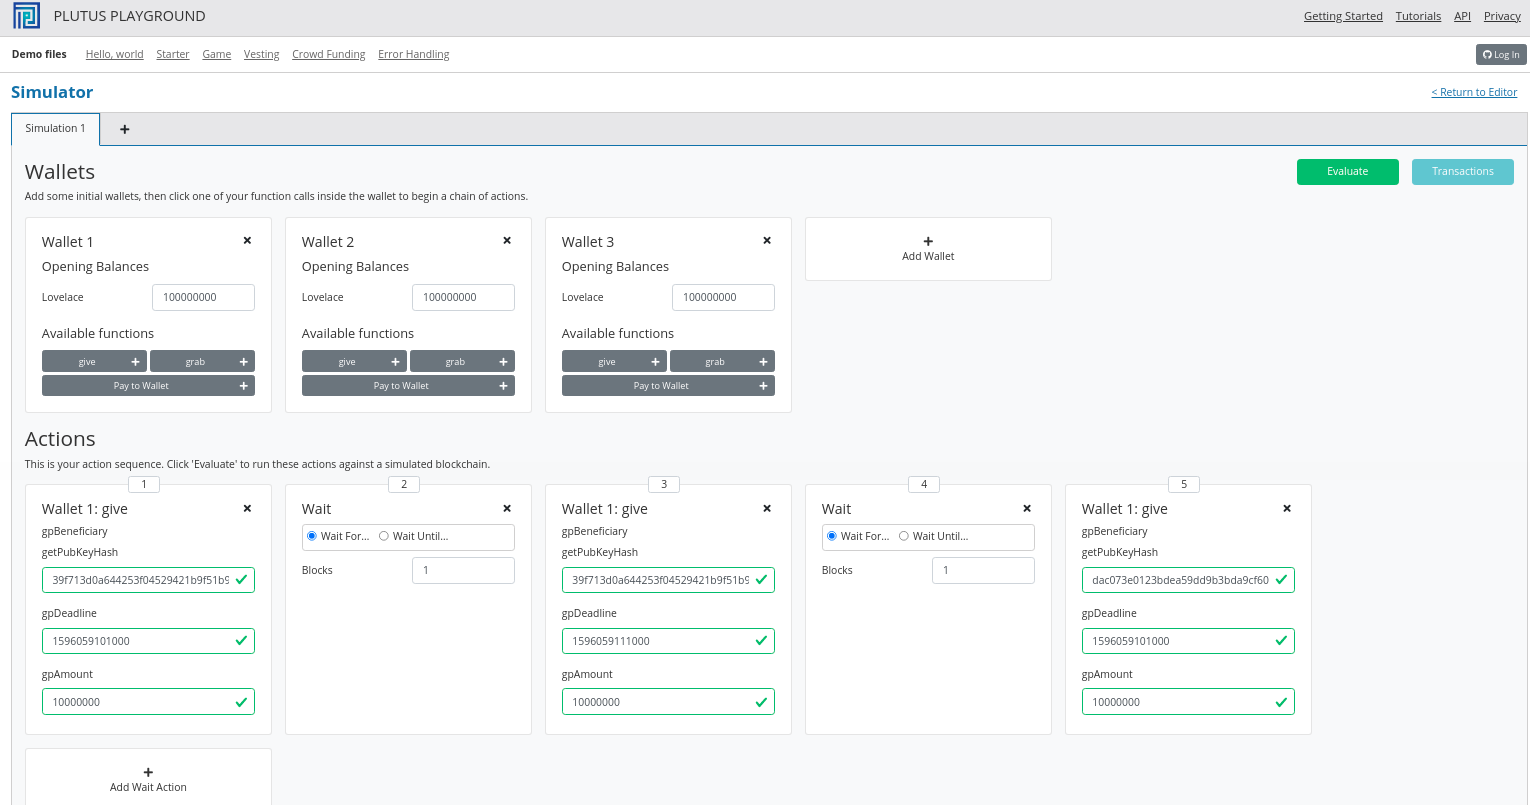 PLUTUS PLAYGROUND
Getting Started Tutorials API Privacy
Demo files Hello, world Starter Game Vesting Crowd Funding Error Handling
Log In
Simulator
< Return to Editor
Simulation 1 +
Wallets
Evaluate Transactions
Add some initial wallets, then click one of your function calls inside the wallet to begin a chain of actions.
Wallet 1
Opening Balances
Lovelace 100000000
Available functions
give + grab +
Pay to Wallet +
Wallet 2
Opening Balances
Lovelace 100000000
Available functions
give + grab +
Pay to Wallet +
Wallet 3
Opening Balances
Lovelace 100000000
Available functions
give + grab +
Pay to Wallet +
+
Add Wallet
Actions
This is your action sequence. Click 'Evaluate' to run these actions against a simulated blockchain.
1
Wallet 1: give
gpBeneficiary
getPubKeyHash
39f713d0a644253f04529421b9f51b9
gpDeadline
1596059101000
gpAmount
10000000
2
Wait
Wait For... Wait Until...
Blocks 1
3
Wallet 1: give
gpBeneficiary
getPubKeyHash
39f713d0a644253f04529421b9f51b9
gpDeadline
1596059111000
gpAmount
10000000
4
Wait
Wait For... Wait Until...
Blocks 1
5
Wallet 1: give
gpBeneficiary
getPubKeyHash
dac073e0123bdea59dd9b3bda9cf60
gpDeadline
1596059101000
gpAmount
10000000
+
Add Wait Action